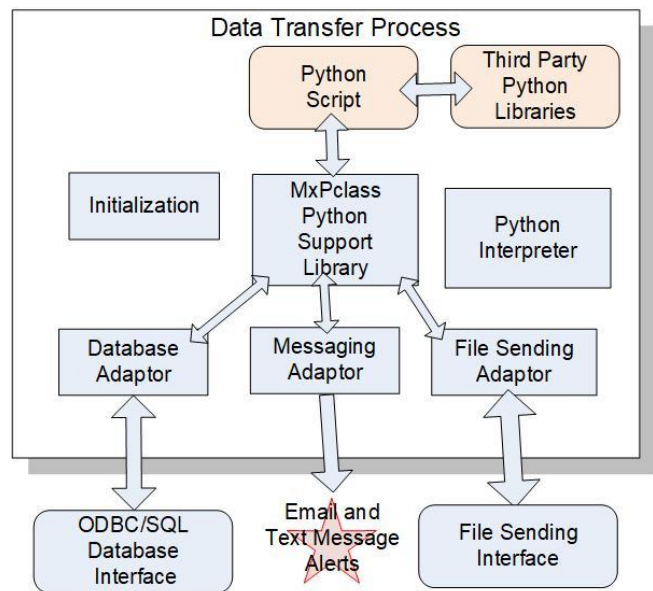 Data Transfer Process
Python
Script
Third Party
Python
Libraries
Initialization
MxPclass
Python
Support
Library
Python
Interpreter
Database
Adaptor
Messaging
Adaptor
File Sending
Adaptor
ODBC/SQL
Database
Interface
Email and
Text Message
Alerts
File Sending
Interface